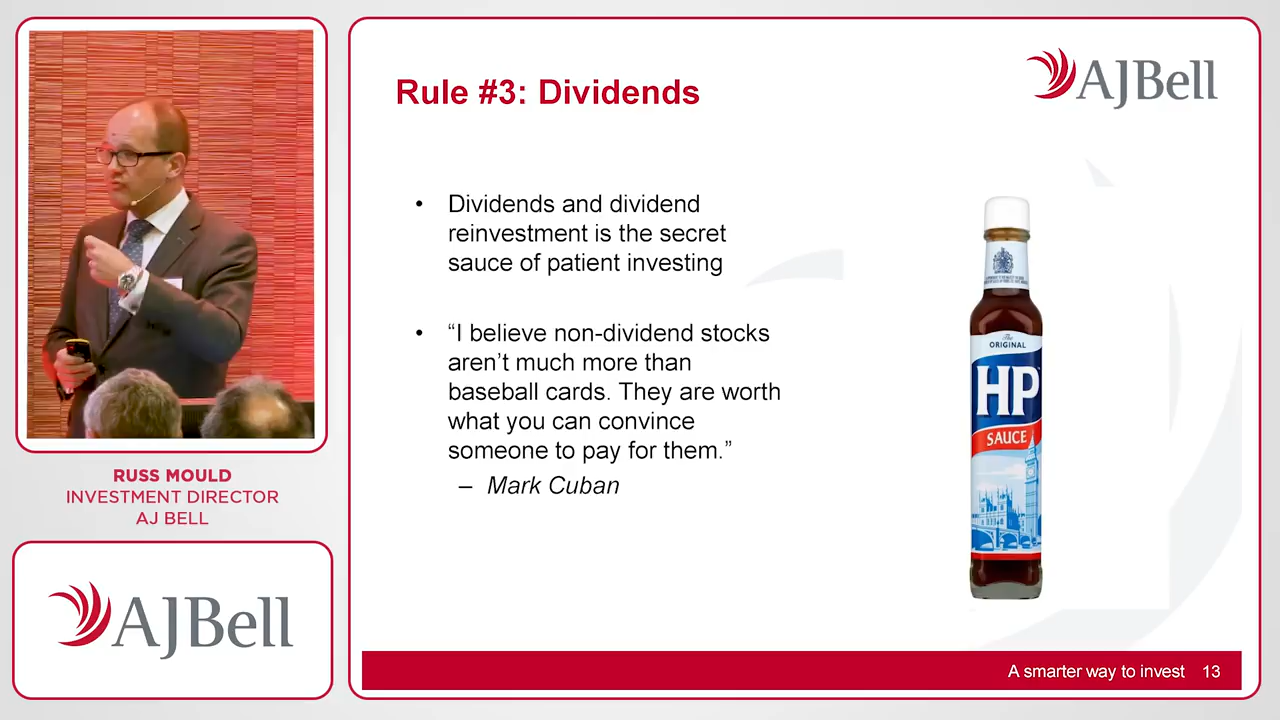 RUSS MOULD
INVESTMENT DIRECTOR
AJ BELL
AJBell
Rule #3: Dividends
AJBell
• Dividends and dividend
reinvestment is the secret
sauce of patient investing
• “I believe non-dividend stocks
aren’t much more than
baseball cards. They are worth
what you can convince
someone to pay for them.”
– Mark Cuban
The
ORIGINAL
HP
SAUCE
A smarter way to invest 13